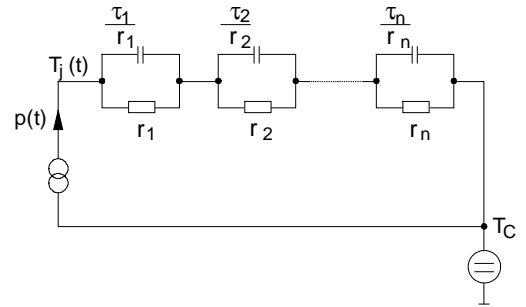 τ1/r1 τ2/r2 τn/rn
Tj(t)
r1 r2 rn
p(t)
TC